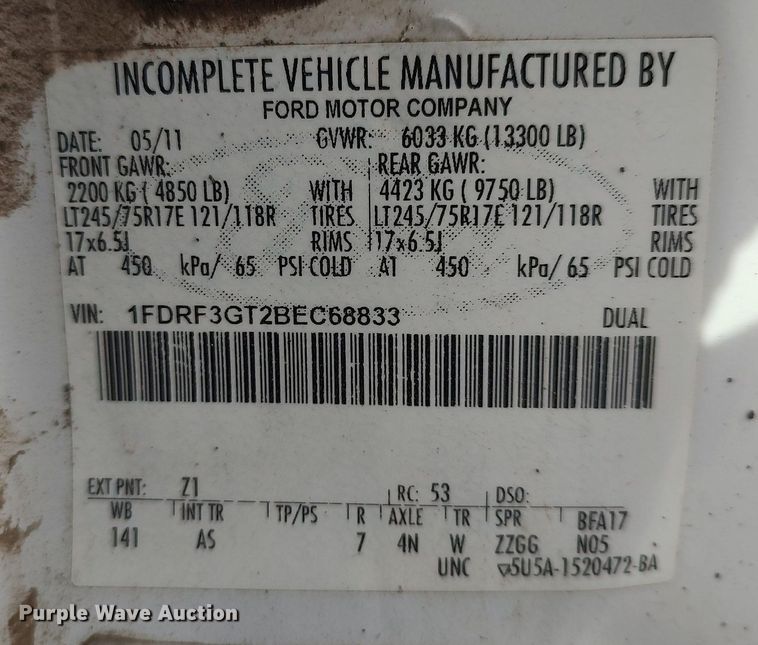 INCOMPLETE VEHICLE MANUFACTURED BY
FORD MOTOR COMPANY
DATE: 05/11 GVWR: 6033 KG (13300 LB)
FRONT GAWR: REAR GAWR:
2200 KG ( 4850 LB) WITH 4423 KG ( 9750 LB) WITH
LT245/75R17E 121/118R TIRES LT245/75R17E 121/118R TIRES
17x6.5J RIMS 17x6.5J RIMS
AT 450 kPa/ 65 PSI COLD AT 450 kPa/ 65 PSI COLD
VIN: 1FDRF3GT2BEC68833 DUAL
EXT PNT: Z1 RC: 53 DSO:
WB INT TR TP/PS R AXLE TR SPR BFA17
141 AS 7 4N W ZZGG N05
UNC 5U5A-1520472-BA
Purple Wave Auction